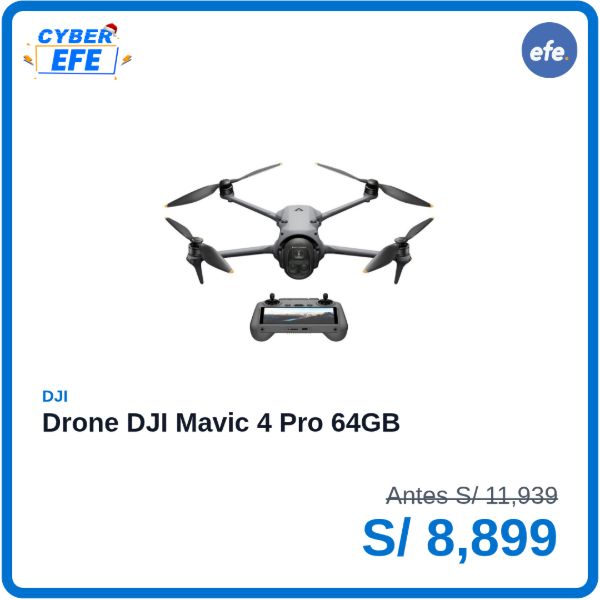 CYBER
EFE
efe.
DJI
Drone DJI Mavic 4 Pro 64GB
Antes S/ 11,939
S/ 8,899